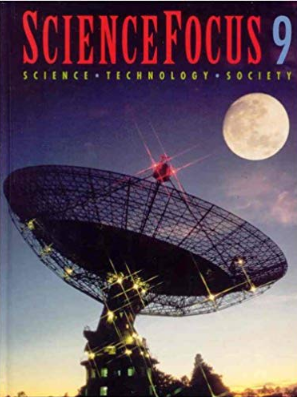 SCIENCEFOCUS 9
SCIENCE • TECHNOLOGY • SOCIETY